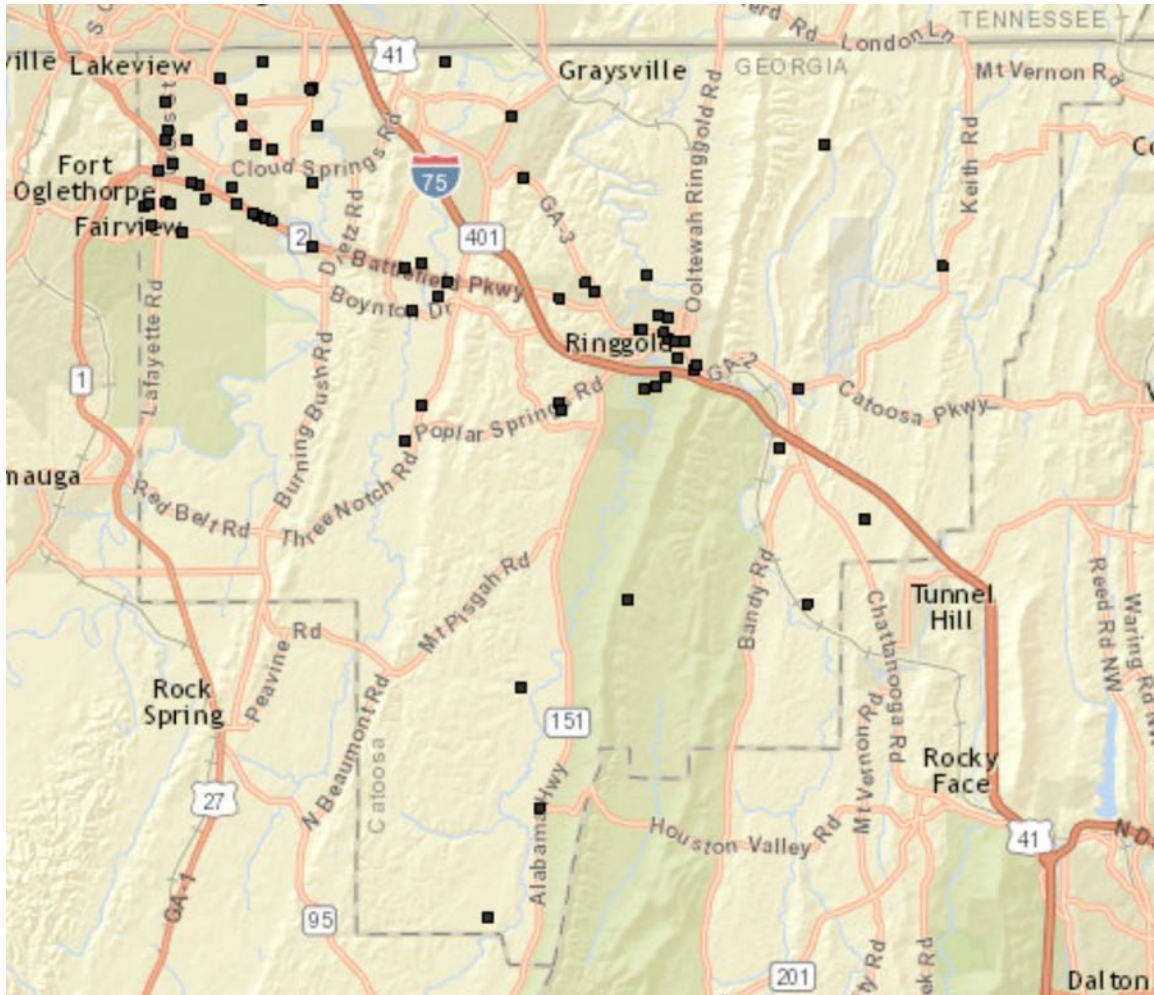 TENNESSEE
GEORGIA
41
London Ln
Lakeview
Graysville
Mt Vernon Rd
Cloud Springs Rd
Fort
Oglethorpe
Fairview
75
GA-3
Ooltewah Ringgold Rd
Keith Rd
401
2
Dietz Rd
Battlefield Pkwy
Boynton Dr
Ringgold
GA-2
Catoosa Pkwy
1
Lafayette Rd
Burning Bush Rd
Poplar Springs Rd
Red Belt Rd
Three Notch Rd
Mt Pisgah Rd
Bandy Rd
Chattanooga Rd
Tunnel
Hill
Reed Rd NW
Waring Rd NW
Peavine
Rd
Rock
Spring
N Beaumont Rd
Catoosa
151
Alabama Hwy
Mt Vernon Rd
Rocky
Face
27
Houston Valley Rd
41
GA-1
95
201
Dalton